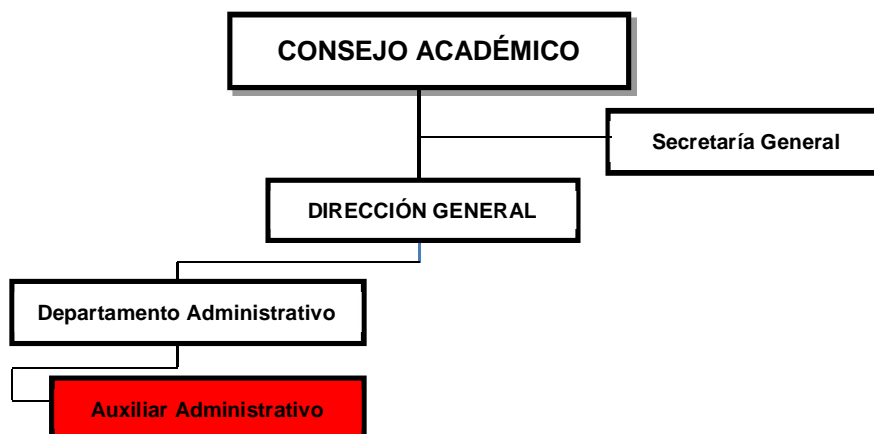 CONSEJO ACADÉMICO
Secretaría General
DIRECCIÓN GENERAL
Departamento Administrativo
Auxiliar Administrativo